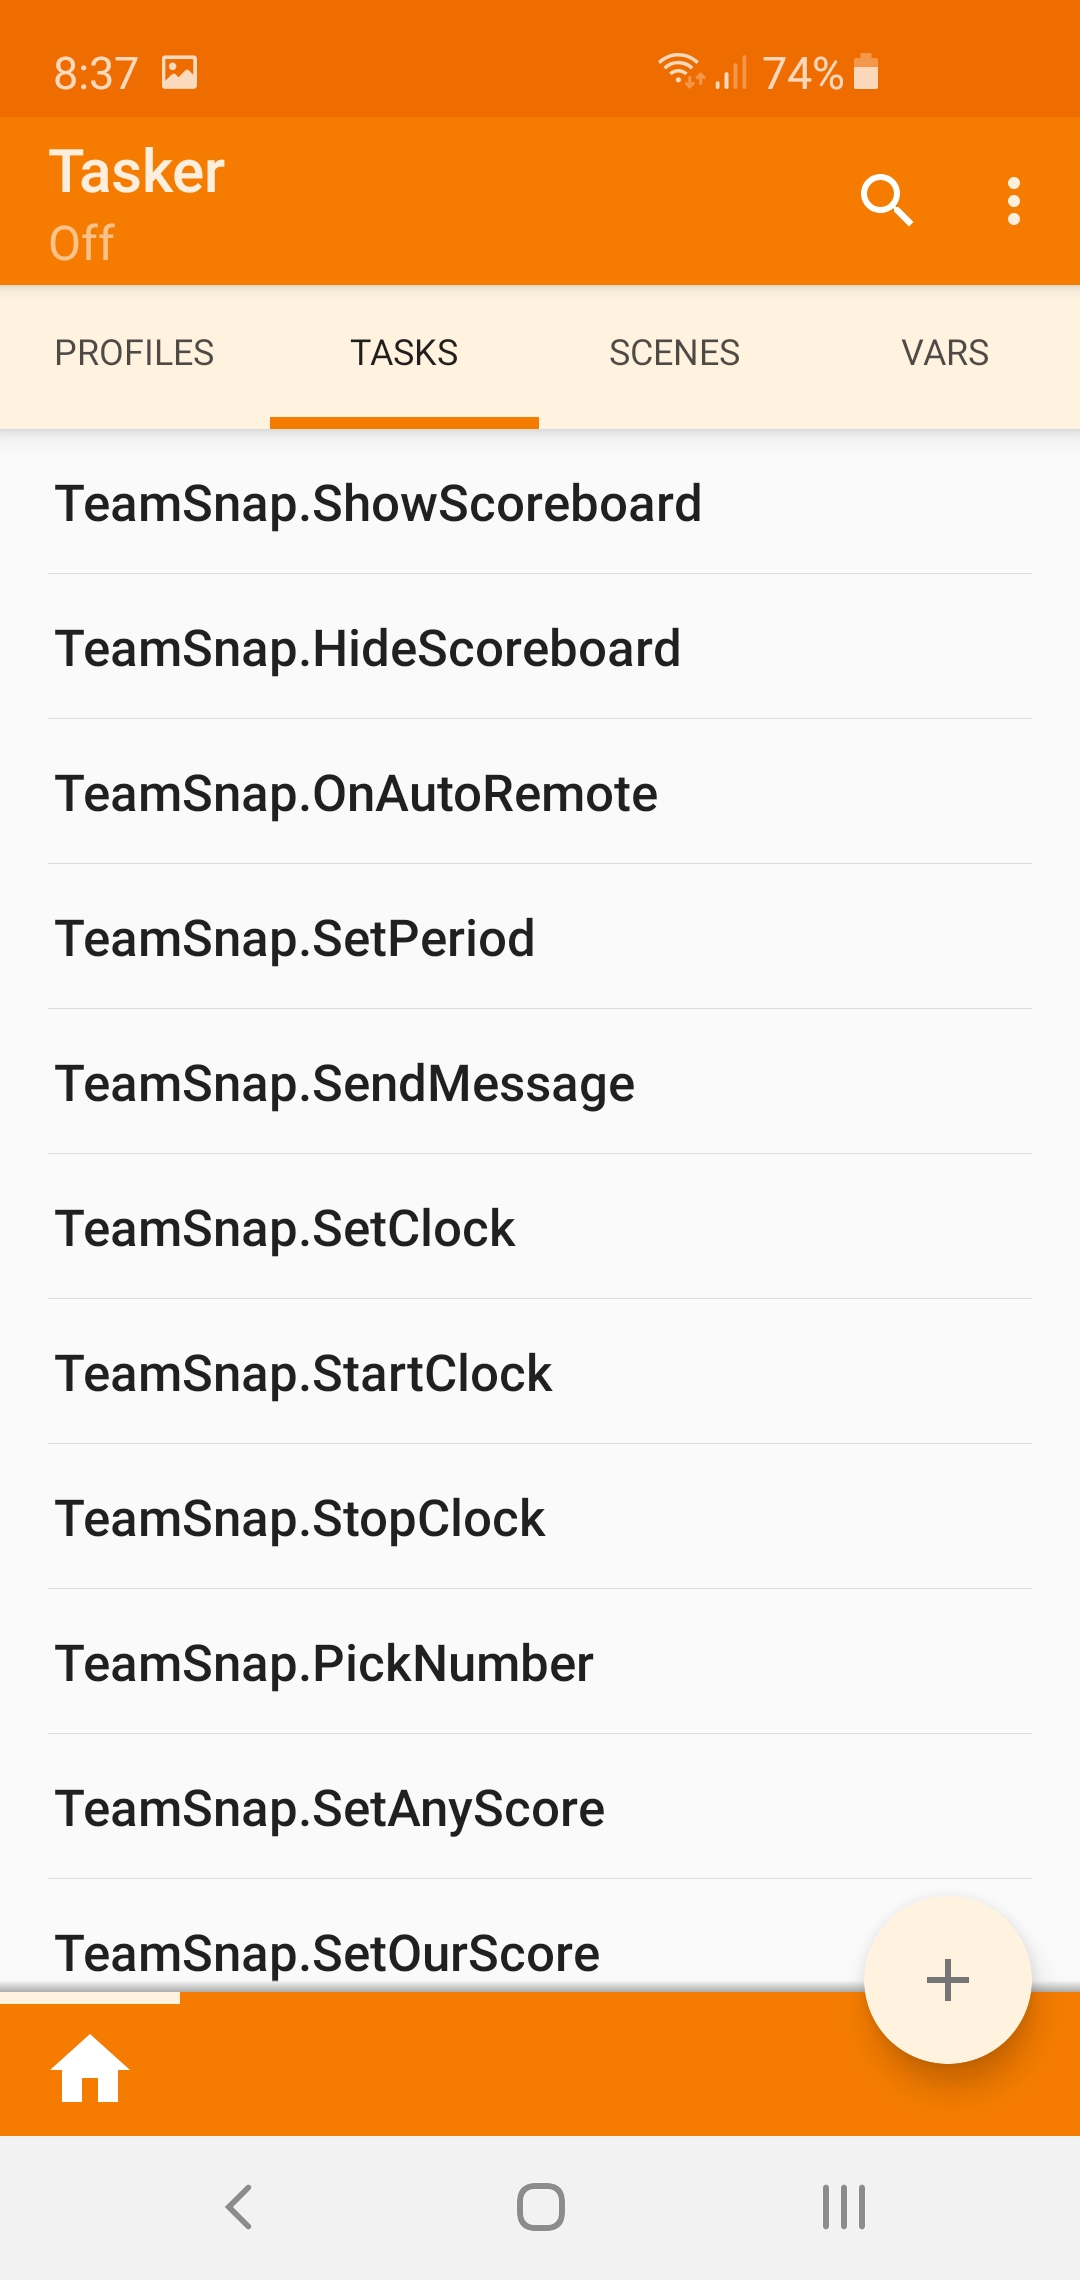 8:37
74%
Tasker
Off
PROFILES TASKS SCENES VARS
TeamSnap.ShowScoreboard
TeamSnap.HideScoreboard
TeamSnap.OnAutoRemote
TeamSnap.SetPeriod
TeamSnap.SendMessage
TeamSnap.SetClock
TeamSnap.StartClock
TeamSnap.StopClock
TeamSnap.PickNumber
TeamSnap.SetAnyScore
TeamSnap.SetOurScore